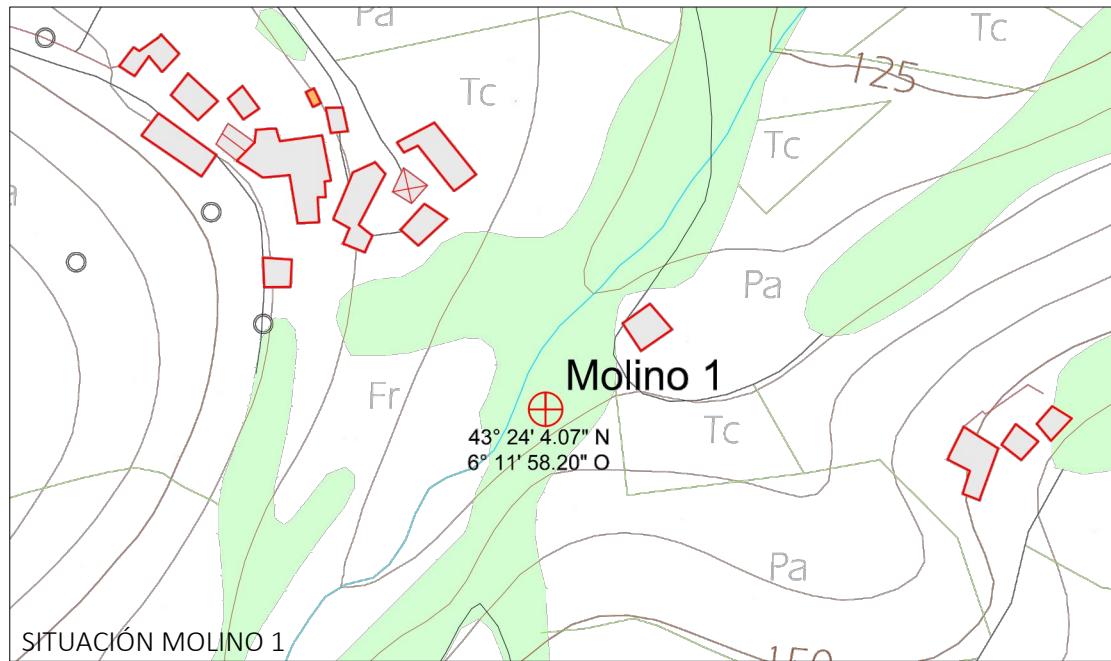 Pa
Tc
125
Tc
Tc
Pa
Molino 1
Fr
43° 24' 4.07" N
6° 11' 58.20" O
Tc
Pa
SITUACIÓN MOLINO 1
150